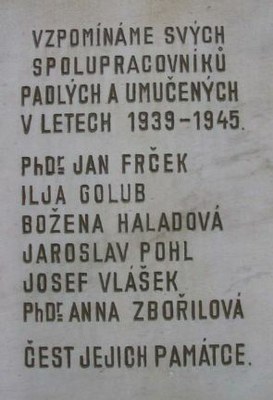 VZPOMÍNÁME SVÝCH
SPOLUPRACOVNÍKŮ
PADLÝCH A UMUČENÝCH
V LETECH 1939-1945.
PhDr. JAN FRČEK
ILJA GOLUB
BOŽENA HALADOVÁ
JAROSLAV POHL
JOSEF VLÁŠEK
PhDr. ANNA ZBOŘILOVÁ
ČEST JEJICH PAMÁTCE.